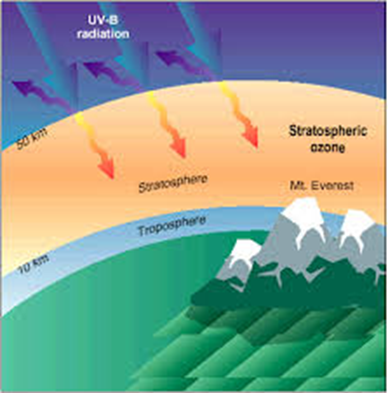 UV-B
radiation
50 km
Stratospheric
ozone
Stratosphere
Mt. Everest
Troposphere
10 km